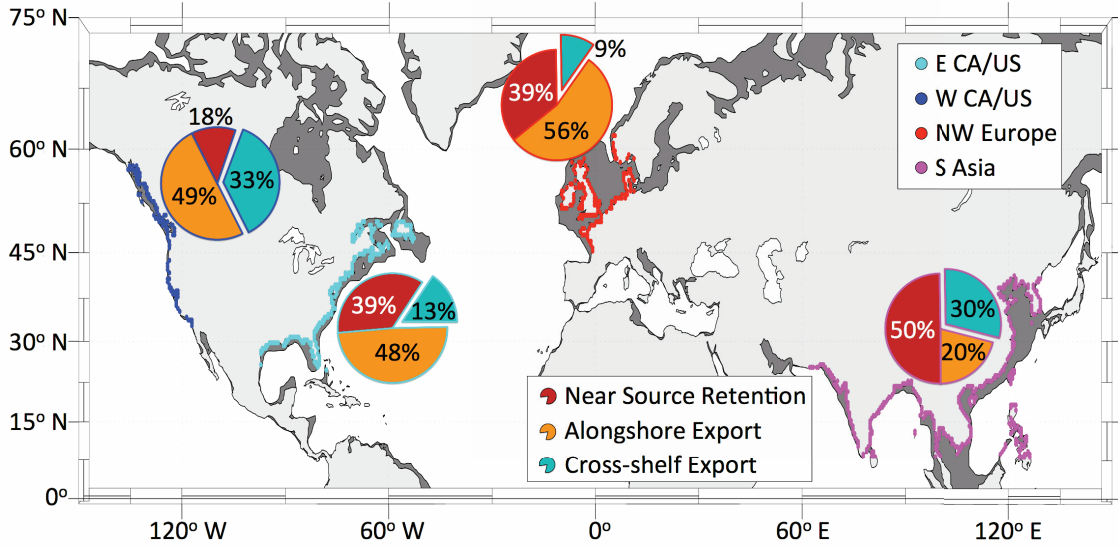 75° N
60° N
45° N
30° N
15° N
0°
120° W
60° W
0°
60° E
120° E
18%
49%
33%
39%
9%
56%
39%
13%
48%
50%
30%
20%
E CA/US
W CA/US
NW Europe
S Asia
Near Source Retention
Alongshore Export
Cross-shelf Export